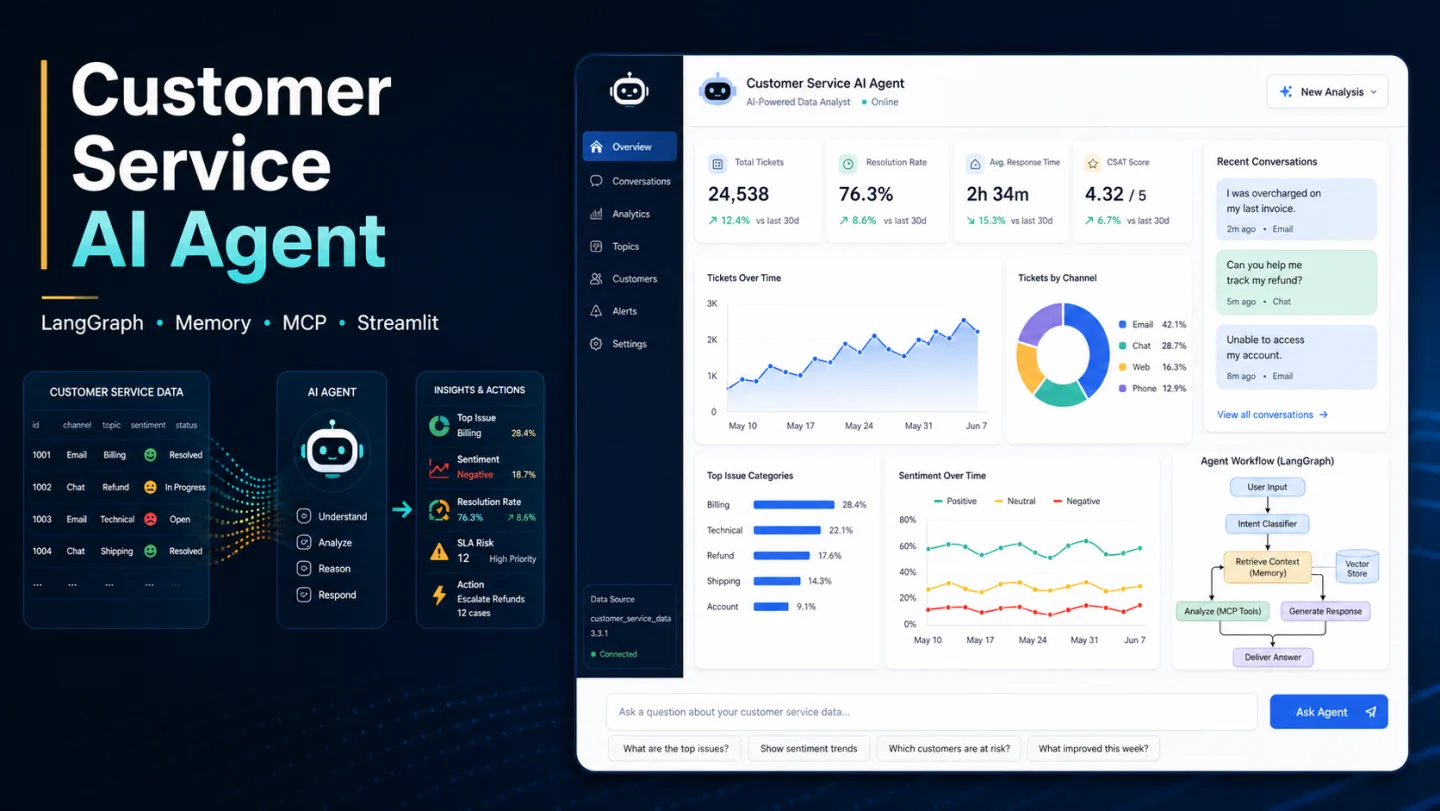 Customer
Service
AI Agent
LangGraph • Memory • MCP • Streamlit
CUSTOMER SERVICE DATA
id channel topic sentiment status
1001 Email Billing Resolved
1002 Chat Refund In Progress
1003 Email Technical Open
1004 Chat Shipping Resolved
... ... ... ... ...
AI AGENT
Understand
Analyze
Reason
Respond
INSIGHTS & ACTIONS
Top Issue
Billing 28.4%
Sentiment
Negative 18.7%
Resolution Rate
76.3% ↗ 8.6%
SLA Risk
12 High Priority
Action
Escalate Refunds
12 cases
Overview
Conversations
Analytics
Topics
Customers
Alerts
Settings
Data Source
customer_service_data
3.3.1
Connected
Customer Service AI Agent
AI-Powered Data Analyst • Online
New Analysis
Total Tickets
24,538
↗ 12.4% vs last 30d
Resolution Rate
76.3%
↗ 8.6% vs last 30d
Avg. Response Time
2h 34m
↘ 15.3% vs last 30d
CSAT Score
4.32 / 5
↗ 6.7% vs last 30d
Recent Conversations
I was overcharged on
my last invoice.
2m ago • Email
Can you help me
track my refund?
5m ago • Chat
Unable to access
my account.
8m ago • Email
View all conversations →
Tickets Over Time
3K
2K
1K
0
May 10 May 17 May 24 May 31 Jun 7
Tickets by Channel
Email 42.1%
Chat 28.7%
Web 16.3%
Phone 12.9%
Top Issue Categories
Billing 28.4%
Technical 22.1%
Refund 17.6%
Shipping 14.3%
Account 9.1%
Sentiment Over Time
Positive Neutral Negative
80%
60%
40%
20%
0%
May 10 May 17 May 24 May 31 Jun 7
Agent Workflow (LangGraph)
User Input
Intent Classifier
Retrieve Context
(Memory)
Vector
Store
Analyze (MCP Tools)
Generate Response
Deliver Answer
Ask a question about your customer service data...
Ask Agent
What are the top issues?
Show sentiment trends
Which customers are at risk?
What improved this week?